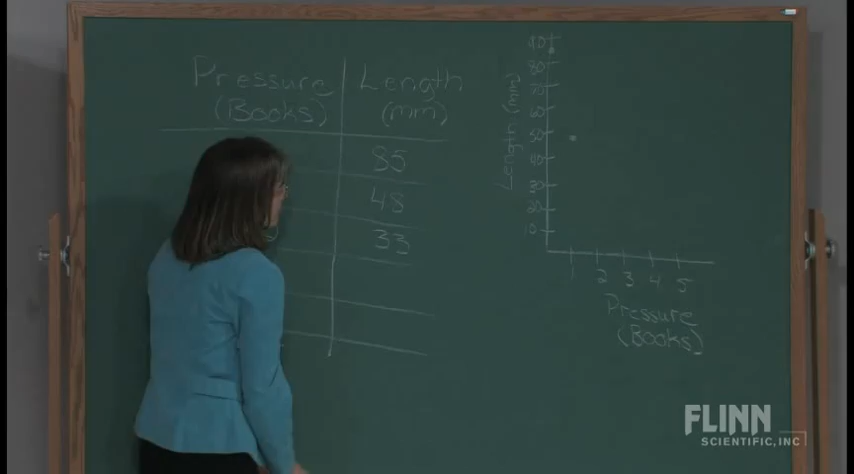 Pressure
(Books)
Length
(mm)
85
48
33
Length (mm)
90
80
70
60
50
40
30
20
10
1
2
3
4
5
Pressure
(Books)
FLINN
SCIENTIFIC, INC